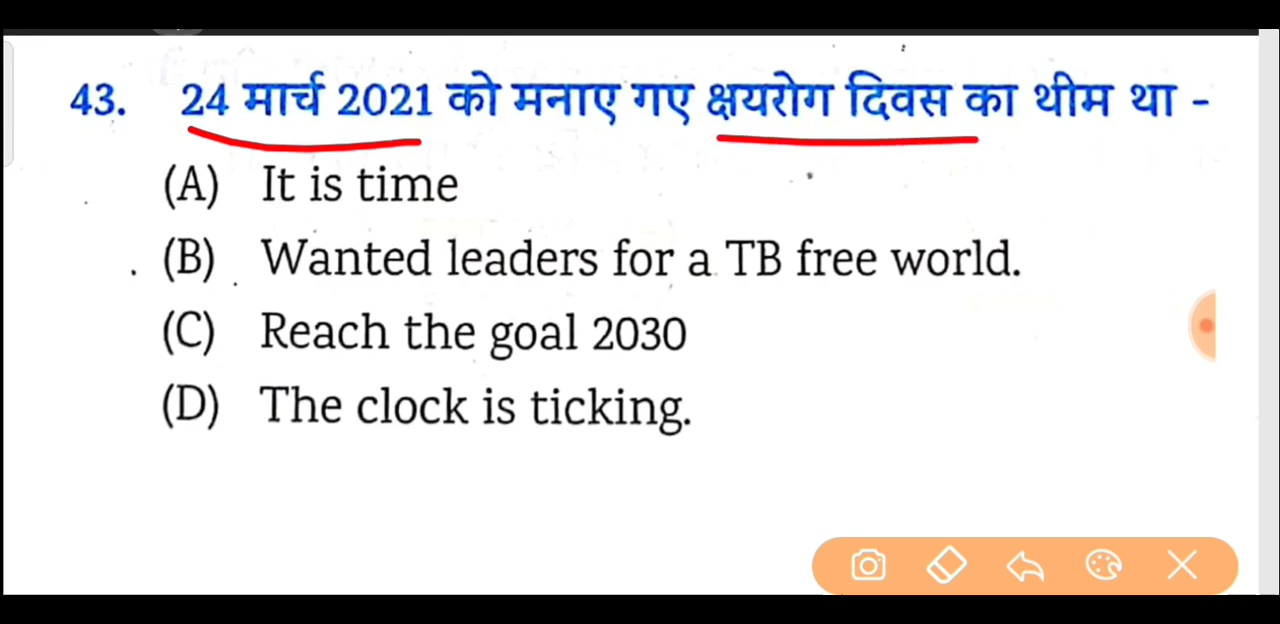 43. 24 मार्च 2021 को मनाए गए क्षयरोग दिवस का थीम था -
(A) It is time
(B) Wanted leaders for a TB free world.
(C) Reach the goal 2030
(D) The clock is ticking.